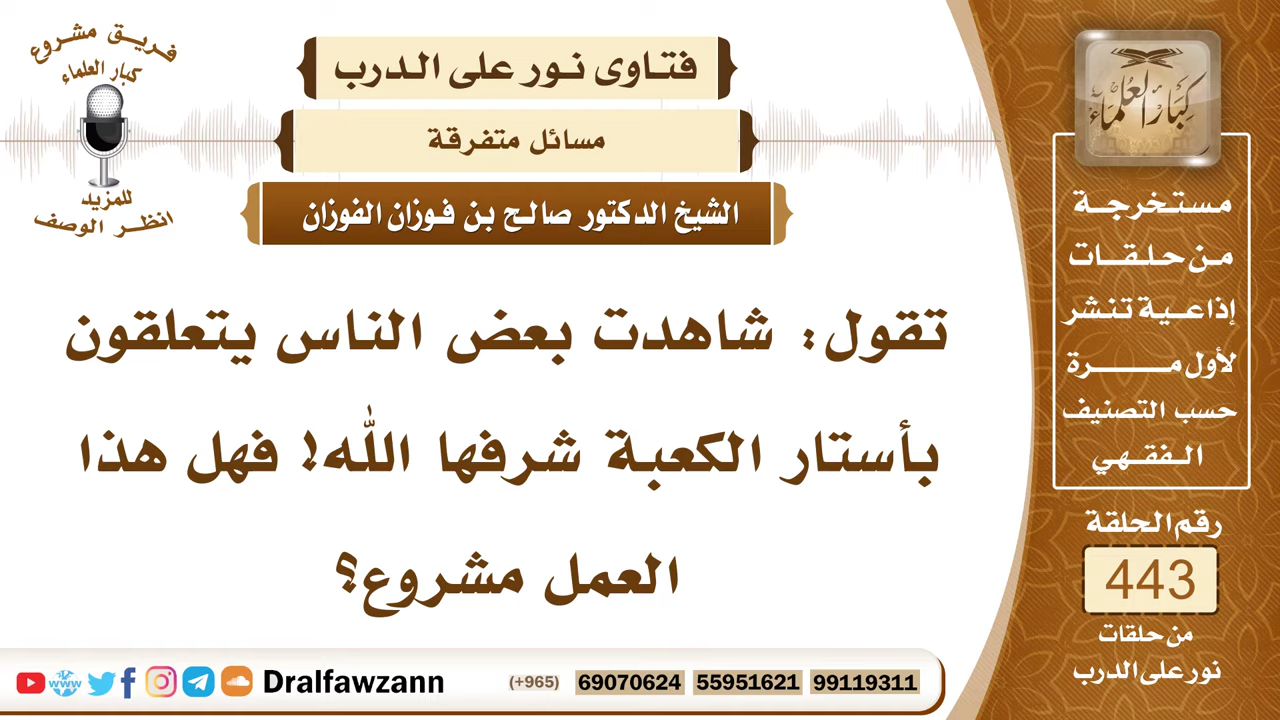 فريق مشروع
كبار العلماء
للمزيد
انظر الوصف
فتاوى نور على الدرب
مسائل متفرقة
الشيخ الدكتور صالح بن فوزان الفوزان
تقول: شاهدت بعض الناس يتعلقون
بأستار الكعبة شرفها الله! فهل هذا
العمل مشروع؟
كبار العلماء
مستخرجة
من حلقات
إذاعية تنشر
لأول مرة
حسب التصنيف
الفقهي
رقم الحلقة
443
من حلقات
نور على الدرب
www Dralfawzann (+965) 69070624 55951621 99119311